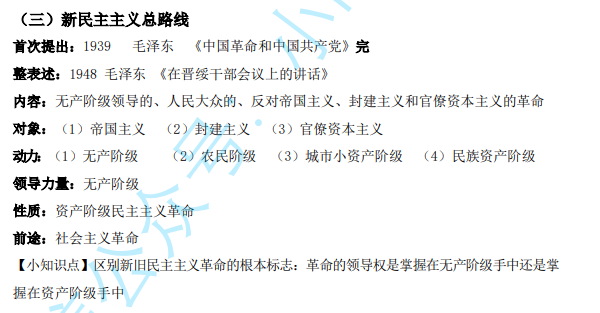 （三）新民主主义总路线
首次提出：1939 毛泽东 《中国革命和中国共产党》完
整表述：1948 毛泽东 《在晋绥干部会议上的讲话》
内容：无产阶级领导的、人民大众的、反对帝国主义、封建主义和官僚资本主义的革命
对象：（1）帝国主义 （2）封建主义 （3）官僚资本主义
动力：（1）无产阶级 （2）农民阶级 （3）城市小资产阶级 （4）民族资产阶级
领导力量：无产阶级
性质：资产阶级民主主义革命
前途：社会主义革命
【小知识点】区别新旧民主主义革命的根本标志：革命的领导权是掌握在无产阶级手中还是掌
握在资产阶级手中
公众号：小